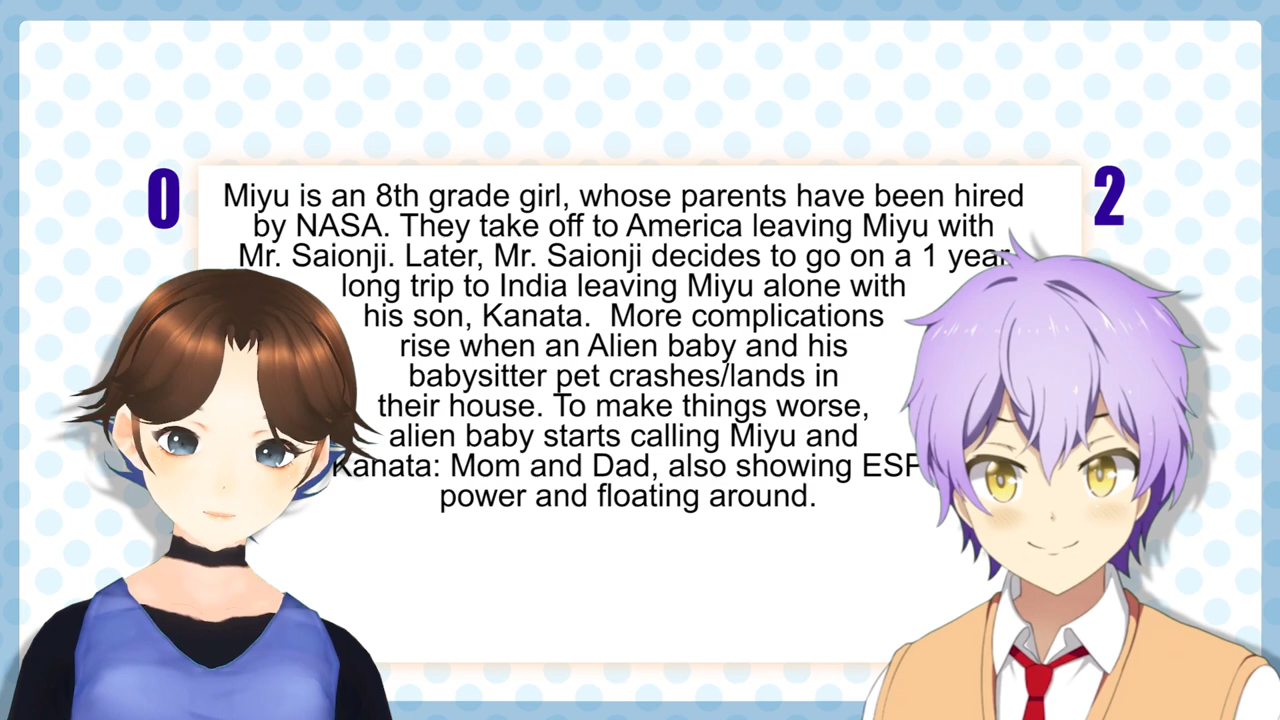 0
2
Miyu is an 8th grade girl, whose parents have been hired
by NASA. They take off to America leaving Miyu with
Mr. Saionji. Later, Mr. Saionji decides to go on a 1 year
long trip to India leaving Miyu alone with
his son, Kanata.  More complications
rise when an Alien baby and his
babysitter pet crashes/lands in
their house. To make things worse,
alien baby starts calling Miyu and
Kanata: Mom and Dad, also showing ESP
power and floating around.